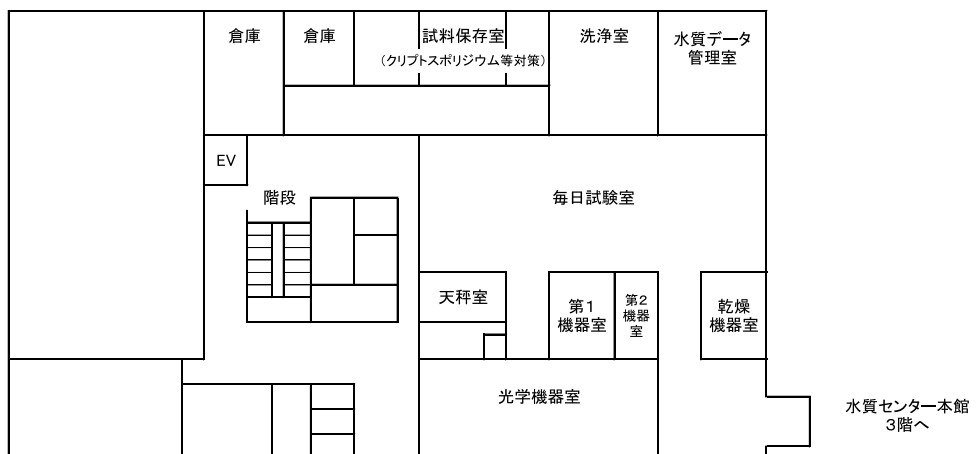 倉庫
倉庫
試料保存室
(クリプトスポリジウム等対策)
洗浄室
水質データ
管理室
EV
階段
毎日試験室
天秤室
第1
機器室
第2
機器
室
乾燥
機器室
光学機器室
水質センター本館
3階へ